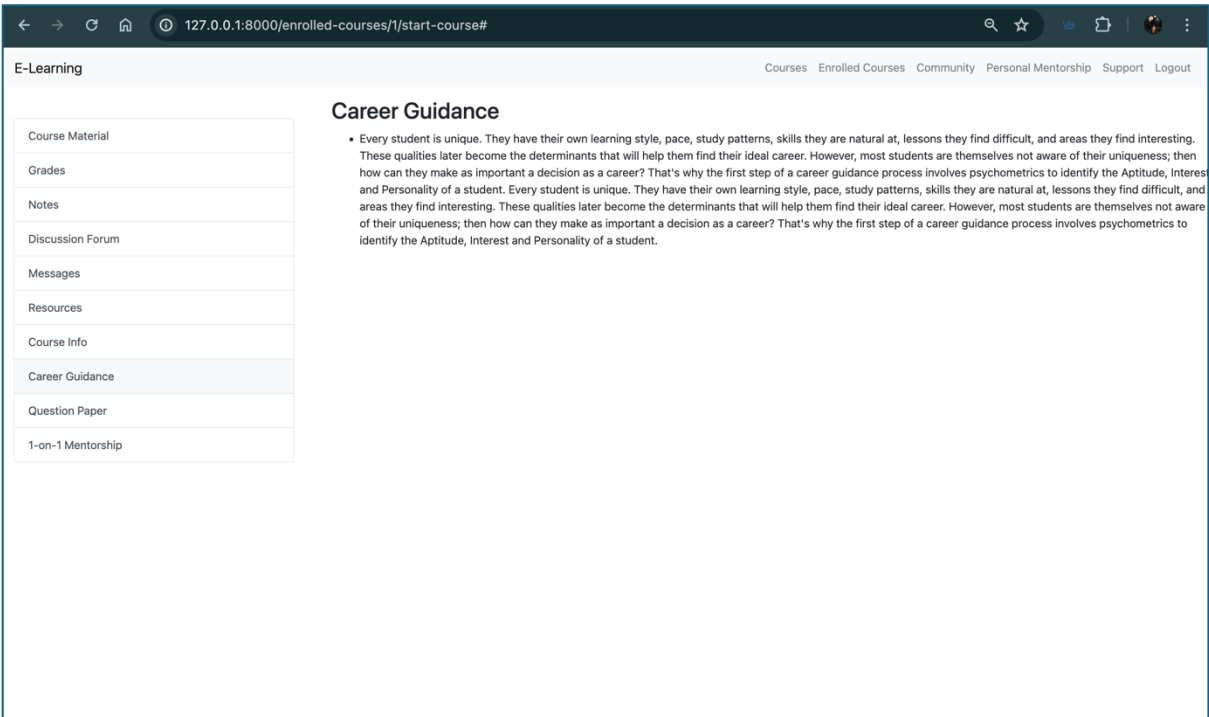 127.0.0.1:8000/enrolled-courses/1/start-course#
E-Learning
Courses Enrolled Courses Community Personal Mentorship Support Logout
Course Material
Grades
Notes
Discussion Forum
Messages
Resources
Course Info
Career Guidance
Question Paper
1-on-1 Mentorship
Career Guidance
• Every student is unique. They have their own learning style, pace, study patterns, skills they are natural at, lessons they find difficult, and areas they find interesting.
These qualities later become the determinants that will help them find their ideal career. However, most students are themselves not aware of their uniqueness; then
how can they make as important a decision as a career? That's why the first step of a career guidance process involves psychometrics to identify the Aptitude, Interest
and Personality of a student. Every student is unique. They have their own learning style, pace, study patterns, skills they are natural at, lessons they find difficult, and
areas they find interesting. These qualities later become the determinants that will help them find their ideal career. However, most students are themselves not aware
of their uniqueness; then how can they make as important a decision as a career? That's why the first step of a career guidance process involves psychometrics to
identify the Aptitude, Interest and Personality of a student.